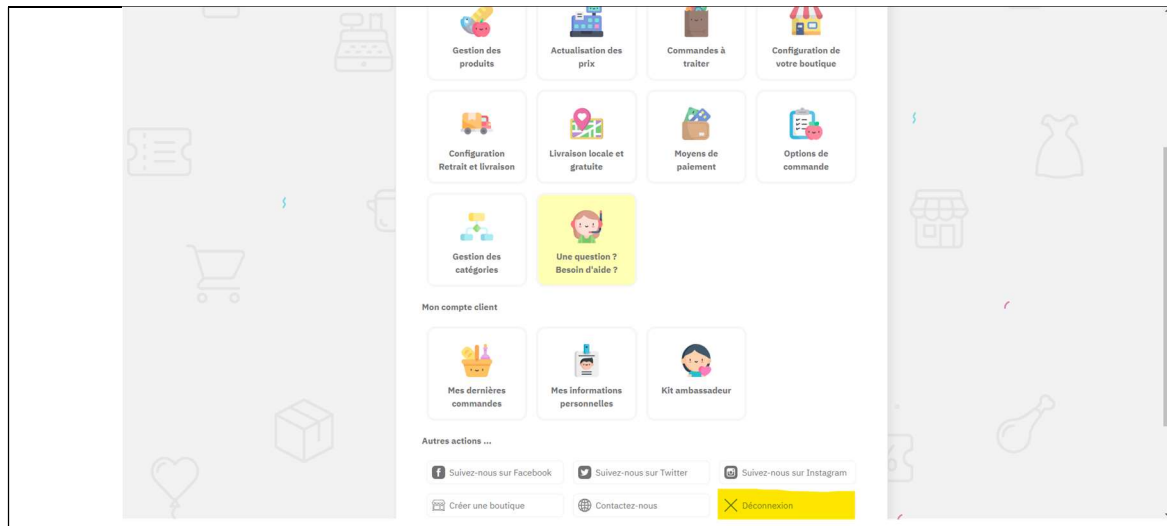 Gestion des
produits
Actualisation des
prix
Commandes à
traiter
Configuration de
votre boutique
Configuration
Retrait et livraison
Livraison locale et
gratuite
Moyens de
paiement
Options de
commande
Gestion des
catégories
Une question ?
Besoin d'aide ?
Mon compte client
Mes dernières
commandes
Mes informations
personnelles
Kit ambassadeur
Autres actions ...
Suivez-nous sur Facebook
Suivez-nous sur Twitter
Suivez-nous sur Instagram
Créer une boutique
Contactez-nous
Déconnexion